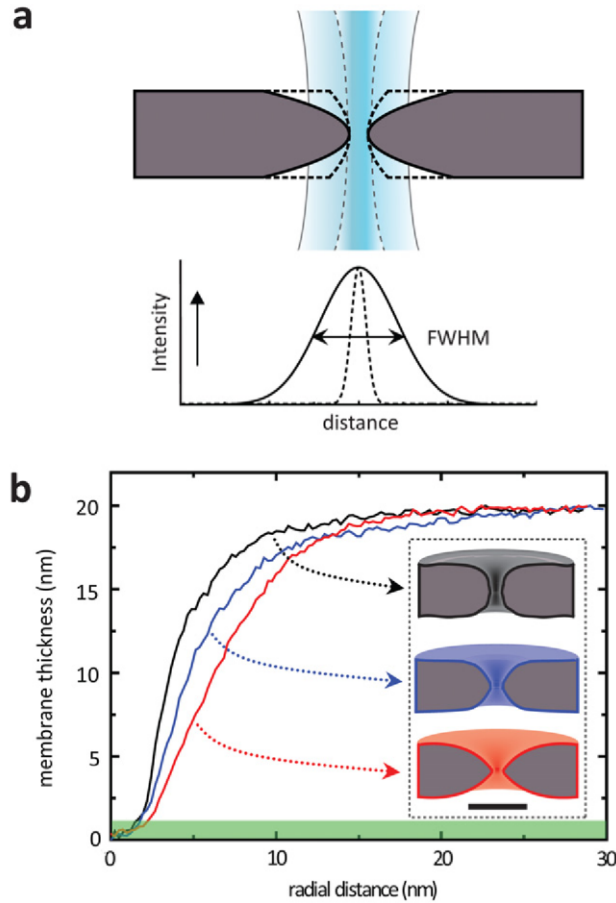 a
Intensity
FWHM
distance
b
membrane thickness (nm)
20
15
10
5
0
0
10
20
30
radial distance (nm)